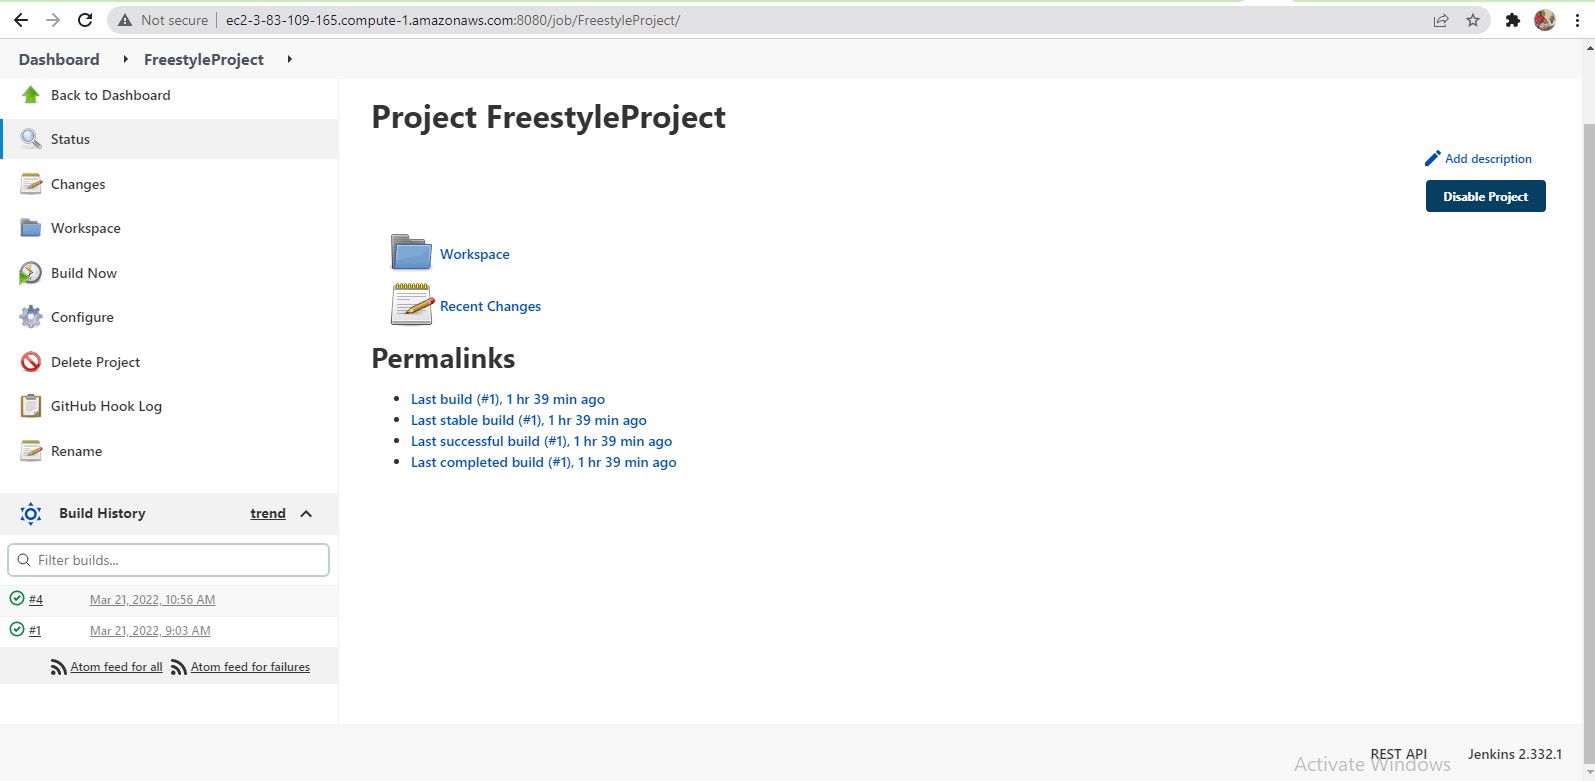 Not secure | ec2-3-83-109-165.compute-1.amazonaws.com:8080/job/FreestyleProject/
Dashboard FreestyleProject
Back to Dashboard
Status
Changes
Workspace
Build Now
Configure
Delete Project
GitHub Hook Log
Rename
Build History trend
Filter builds...
#4 Mar 21, 2022, 10:56 AM
#1 Mar 21, 2022, 9:03 AM
Atom feed for all Atom feed for failures
Project FreestyleProject
Add description
Disable Project
Workspace
Recent Changes
Permalinks
Last build (#1), 1 hr 39 min ago
Last stable build (#1), 1 hr 39 min ago
Last successful build (#1), 1 hr 39 min ago
Last completed build (#1), 1 hr 39 min ago
REST API Jenkins 2.332.1
Activate Windows